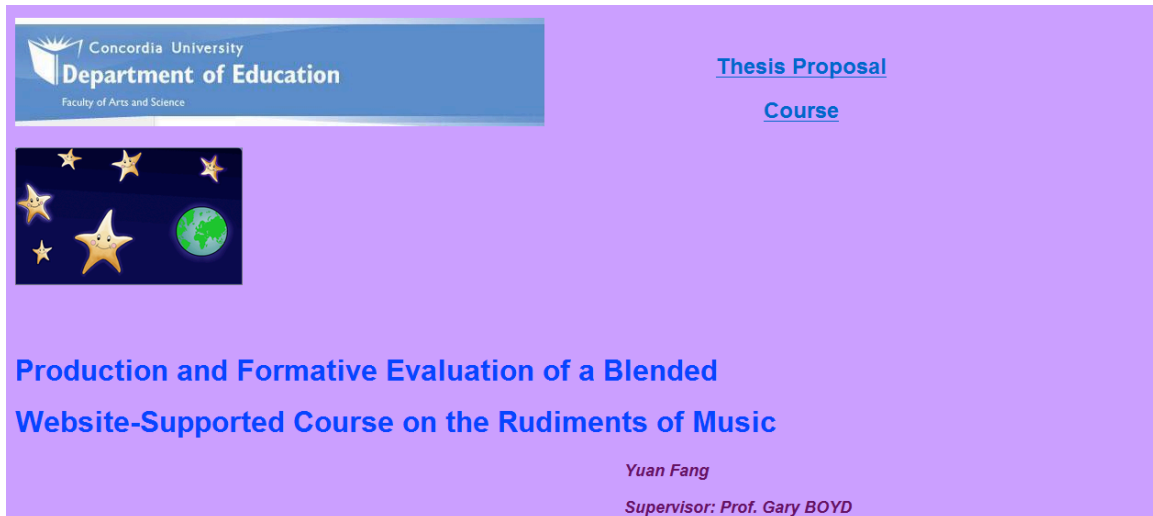 Concordia University
Department of Education
Faculty of Arts and Science
Thesis Proposal
Course
Production and Formative Evaluation of a Blended
Website-Supported Course on the Rudiments of Music
Yuan Fang
Supervisor: Prof. Gary BOYD